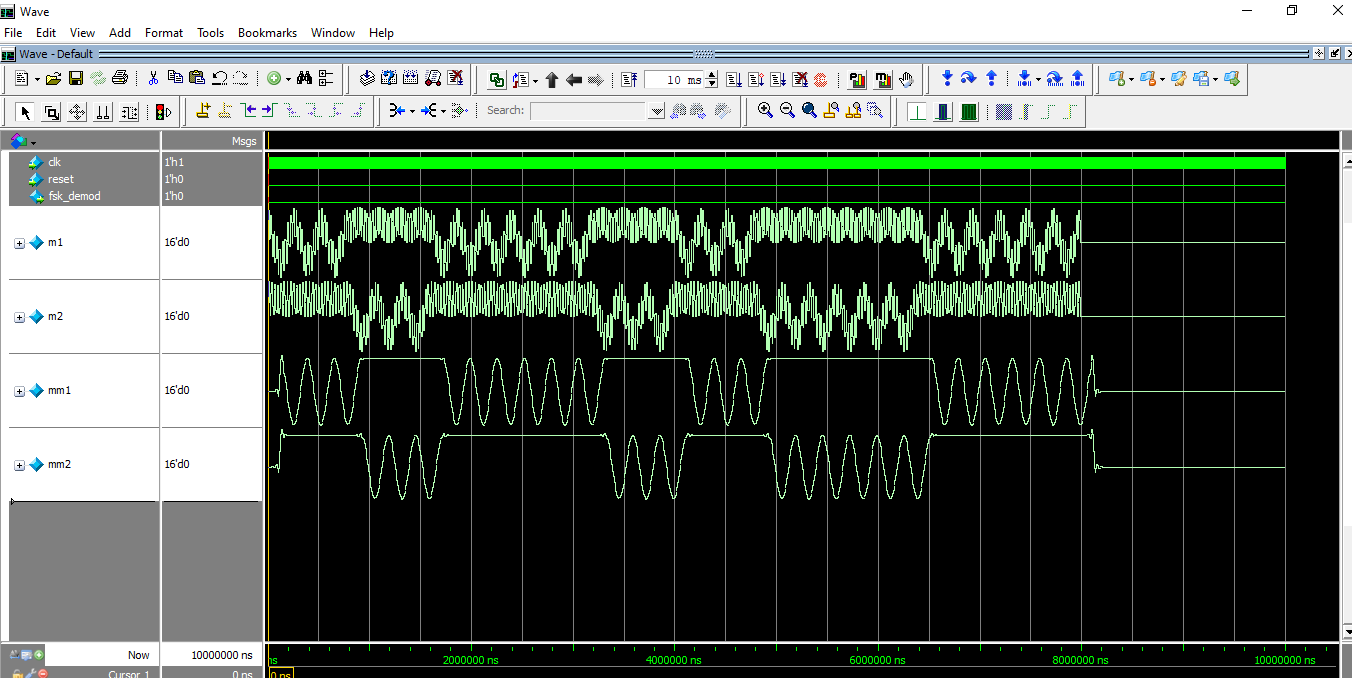 Wave
File Edit View Add Format Tools Bookmarks Window Help
Wave - Default
10 ms
Search:
Msgs
clk 1'h1
reset 1'h0
fsk_demod 1'h0
m1 16'd0
m2 16'd0
mm1 16'd0
mm2 16'd0
Now 10000000 ns
ns 2000000 ns 4000000 ns 6000000 ns 8000000 ns 10000000 ns
Cursor 1 0 ns 0 ns